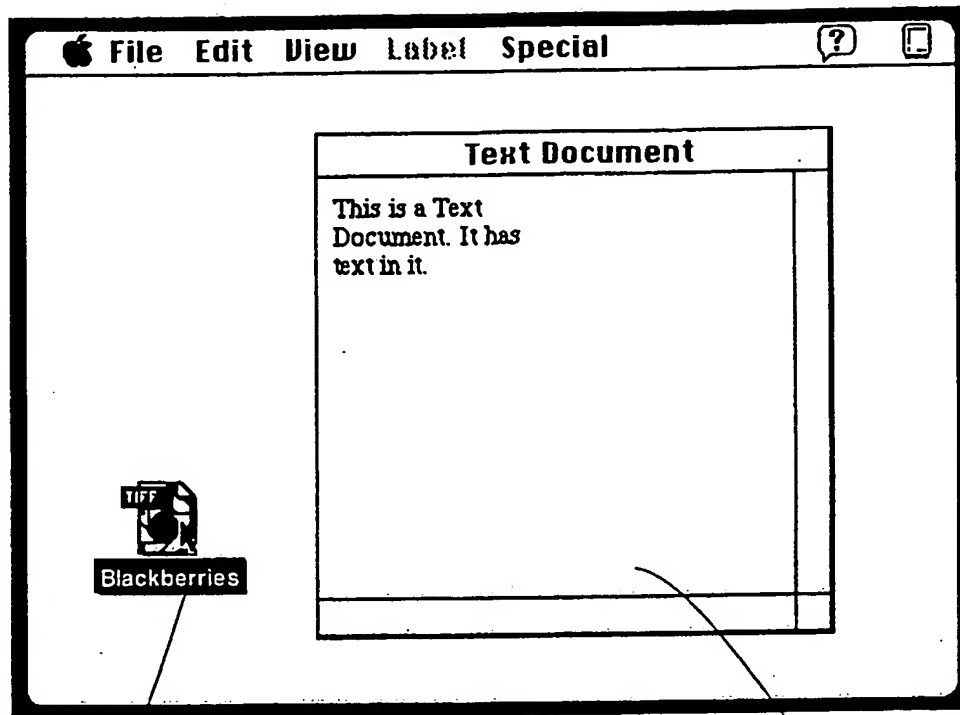 File Edit View Label Special
Text Document
This is a Text
Document. It has
text in it.
TIFF
Blackberries